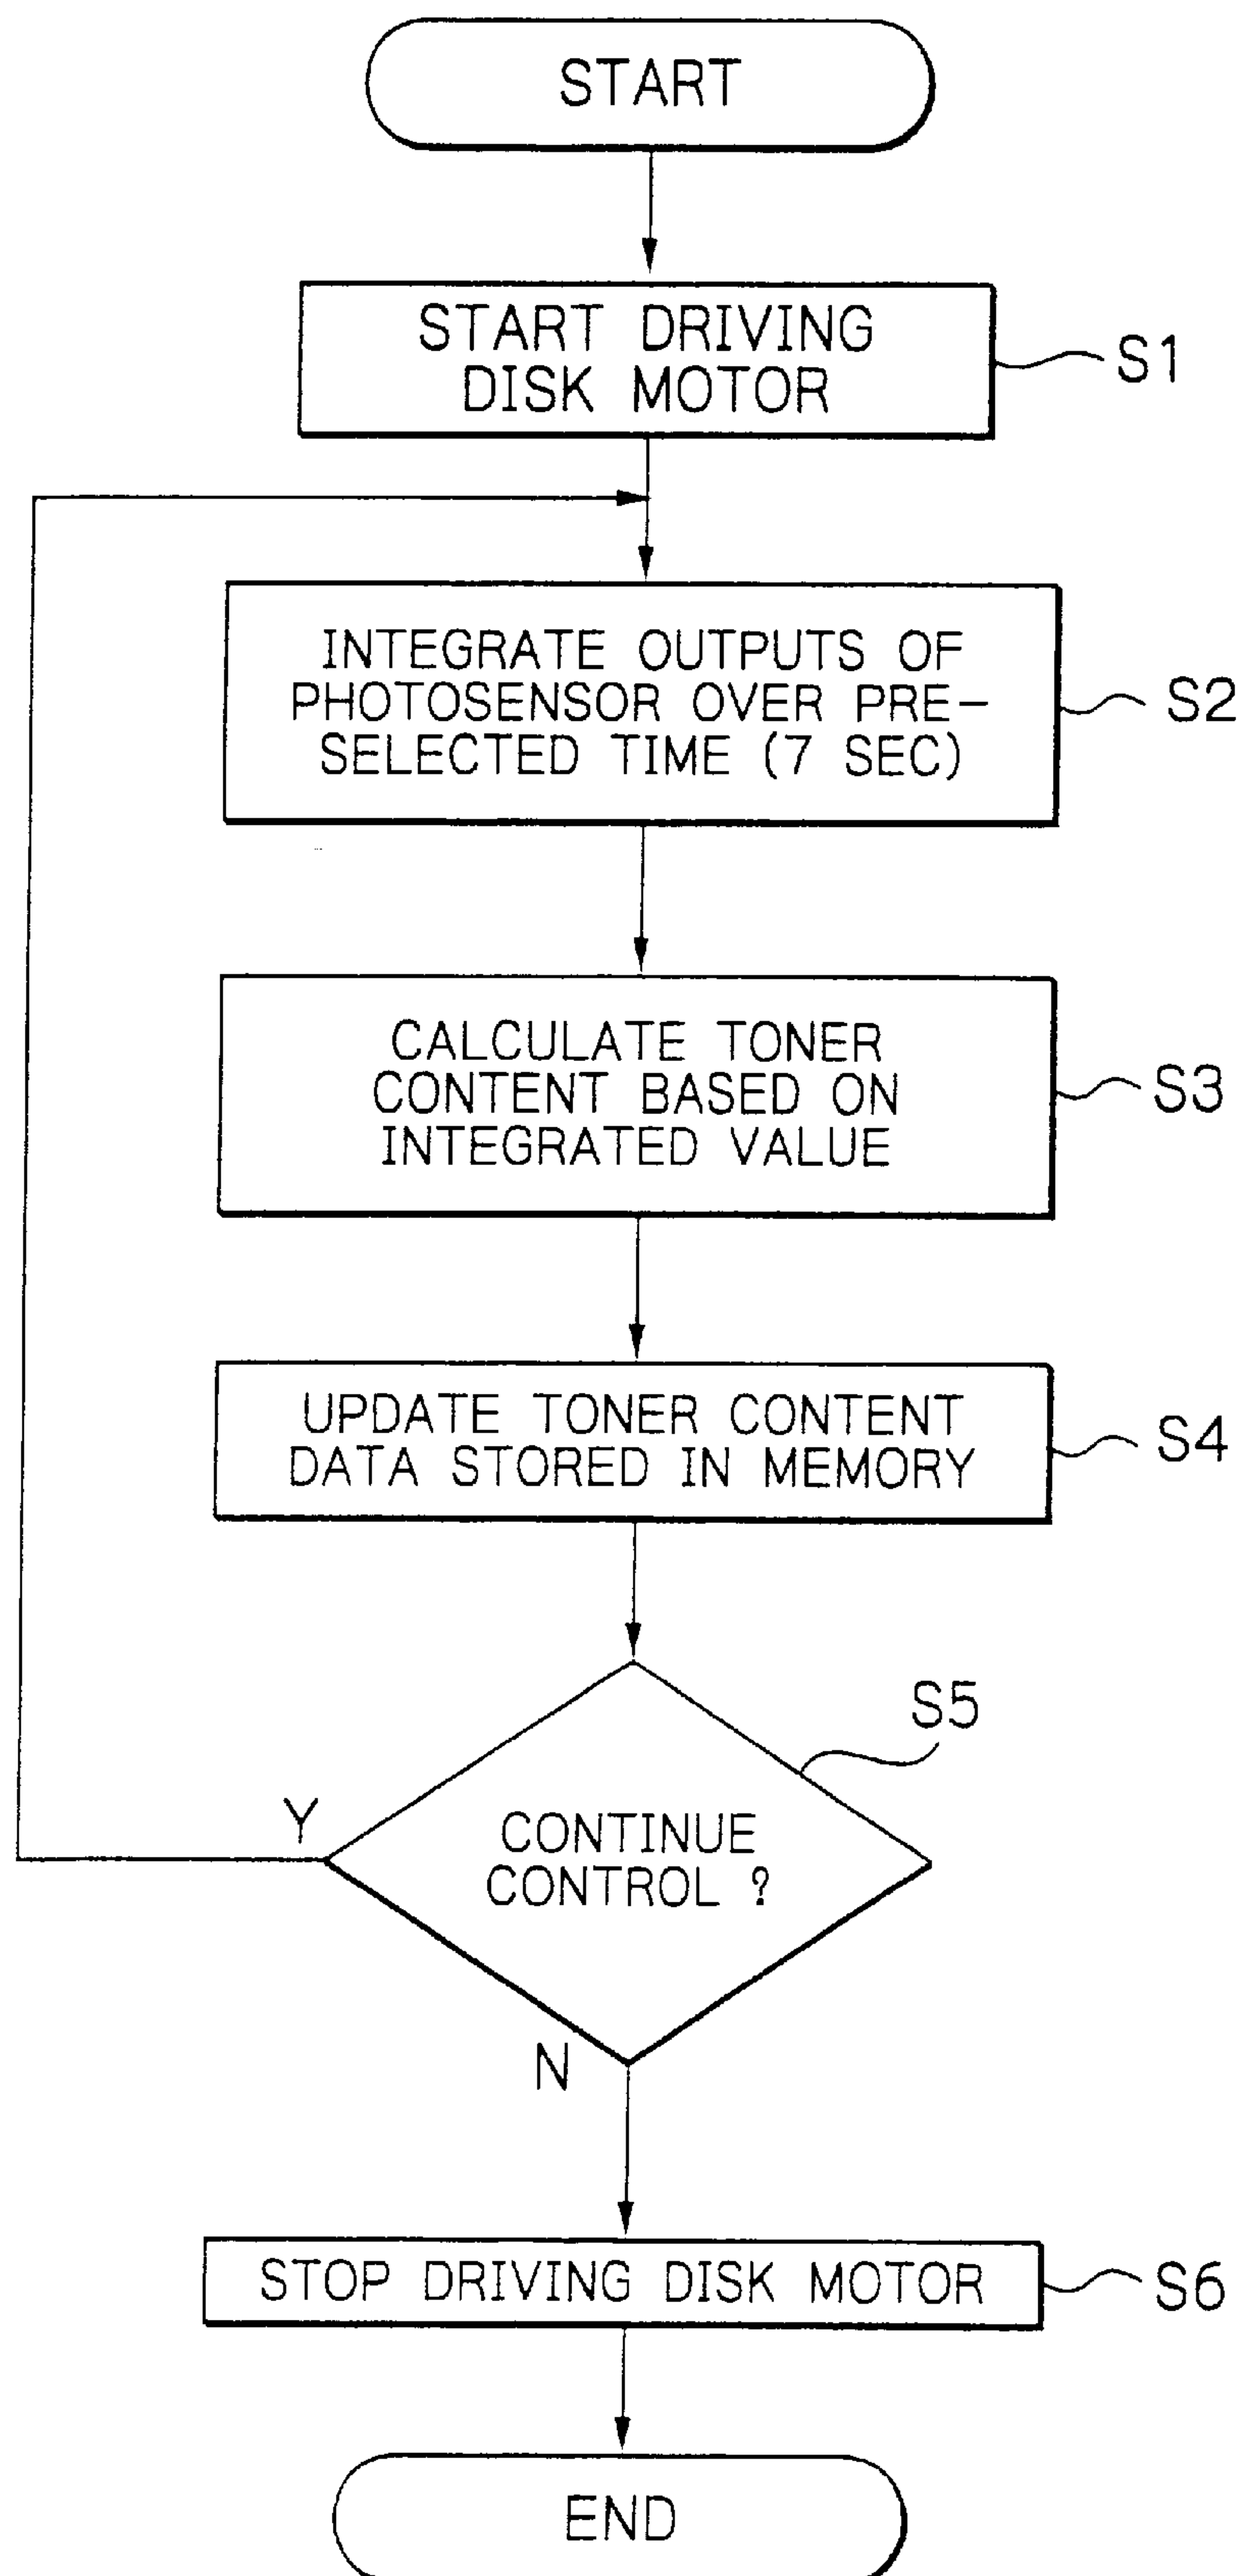 START
START DRIVING
DISK MOTOR
S1
INTEGRATE OUTPUTS OF
PHOTOSENSOR OVER PRE-
SELECTED TIME (7 SEC)
S2
CALCULATE TONER
CONTENT BASED ON
INTEGRATED VALUE
S3
UPDATE TONER CONTENT
DATA STORED IN MEMORY
S4
S5
Y
CONTINUE
CONTROL ?
N
STOP DRIVING DISK MOTOR
S6
END